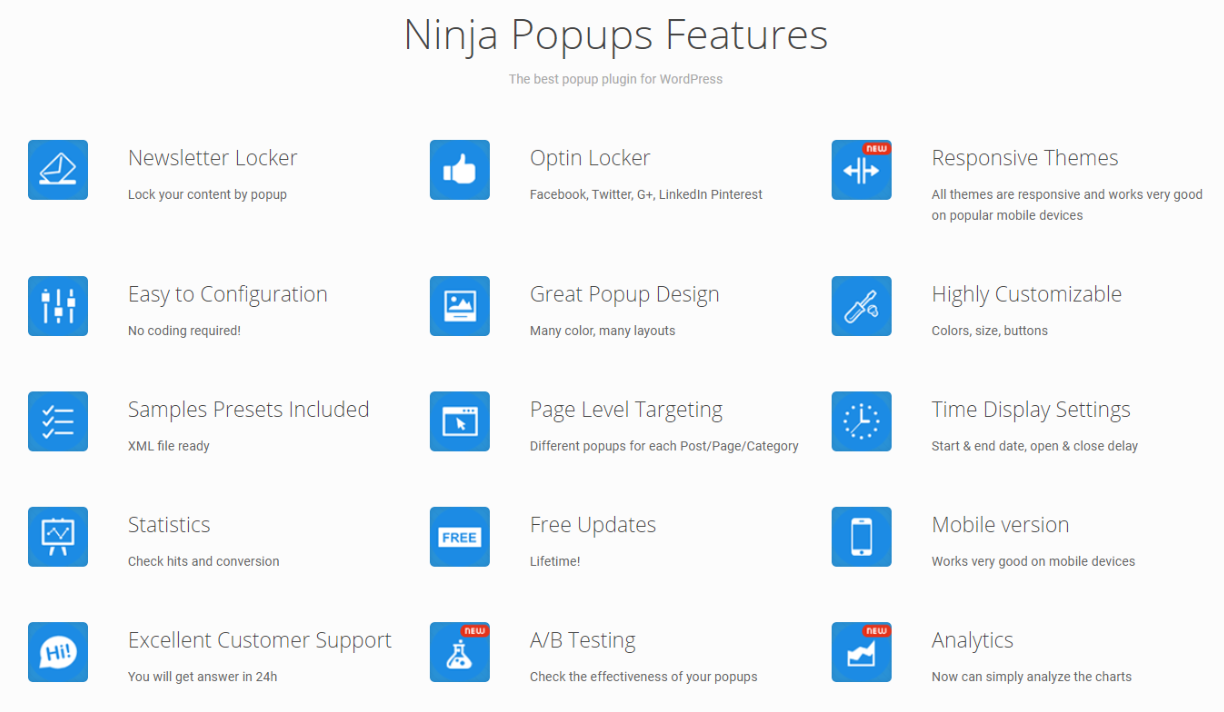 Ninja Popups Features
The best popup plugin for WordPress
Newsletter Locker
Lock your content by popup
Optin Locker
Facebook, Twitter, G+, LinkedIn Pinterest
NEW
Responsive Themes
All themes are responsive and works very good
on popular mobile devices
Easy to Configuration
No coding required!
Great Popup Design
Many color, many layouts
Highly Customizable
Colors, size, buttons
Samples Presets Included
XML file ready
Page Level Targeting
Different popups for each Post/Page/Category
Time Display Settings
Start & end date, open & close delay
Statistics
Check hits and conversion
FREE
Free Updates
Lifetime!
Mobile version
Works very good on mobile devices
Hi!
Excellent Customer Support
You will get answer in 24h
NEW
A/B Testing
Check the effectiveness of your popups
NEW
Analytics
Now can simply analyze the charts